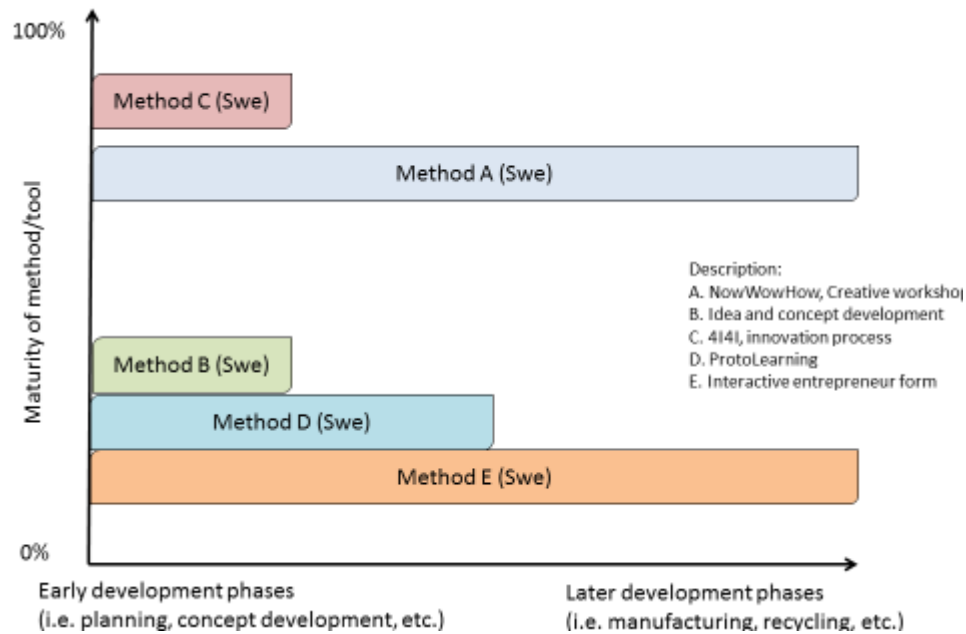 100%
Method C (Swe)
Method A (Swe)
Maturity of method/tool
Description:
A. NowWowHow, Creative workshop
B. Idea and concept development
C. 4I4I, innovation process
D. ProtoLearning
E. Interactive entrepreneur form
Method B (Swe)
Method D (Swe)
Method E (Swe)
0%
Early development phases
(i.e. planning, concept development, etc.)
Later development phases
(i.e. manufacturing, recycling, etc.)